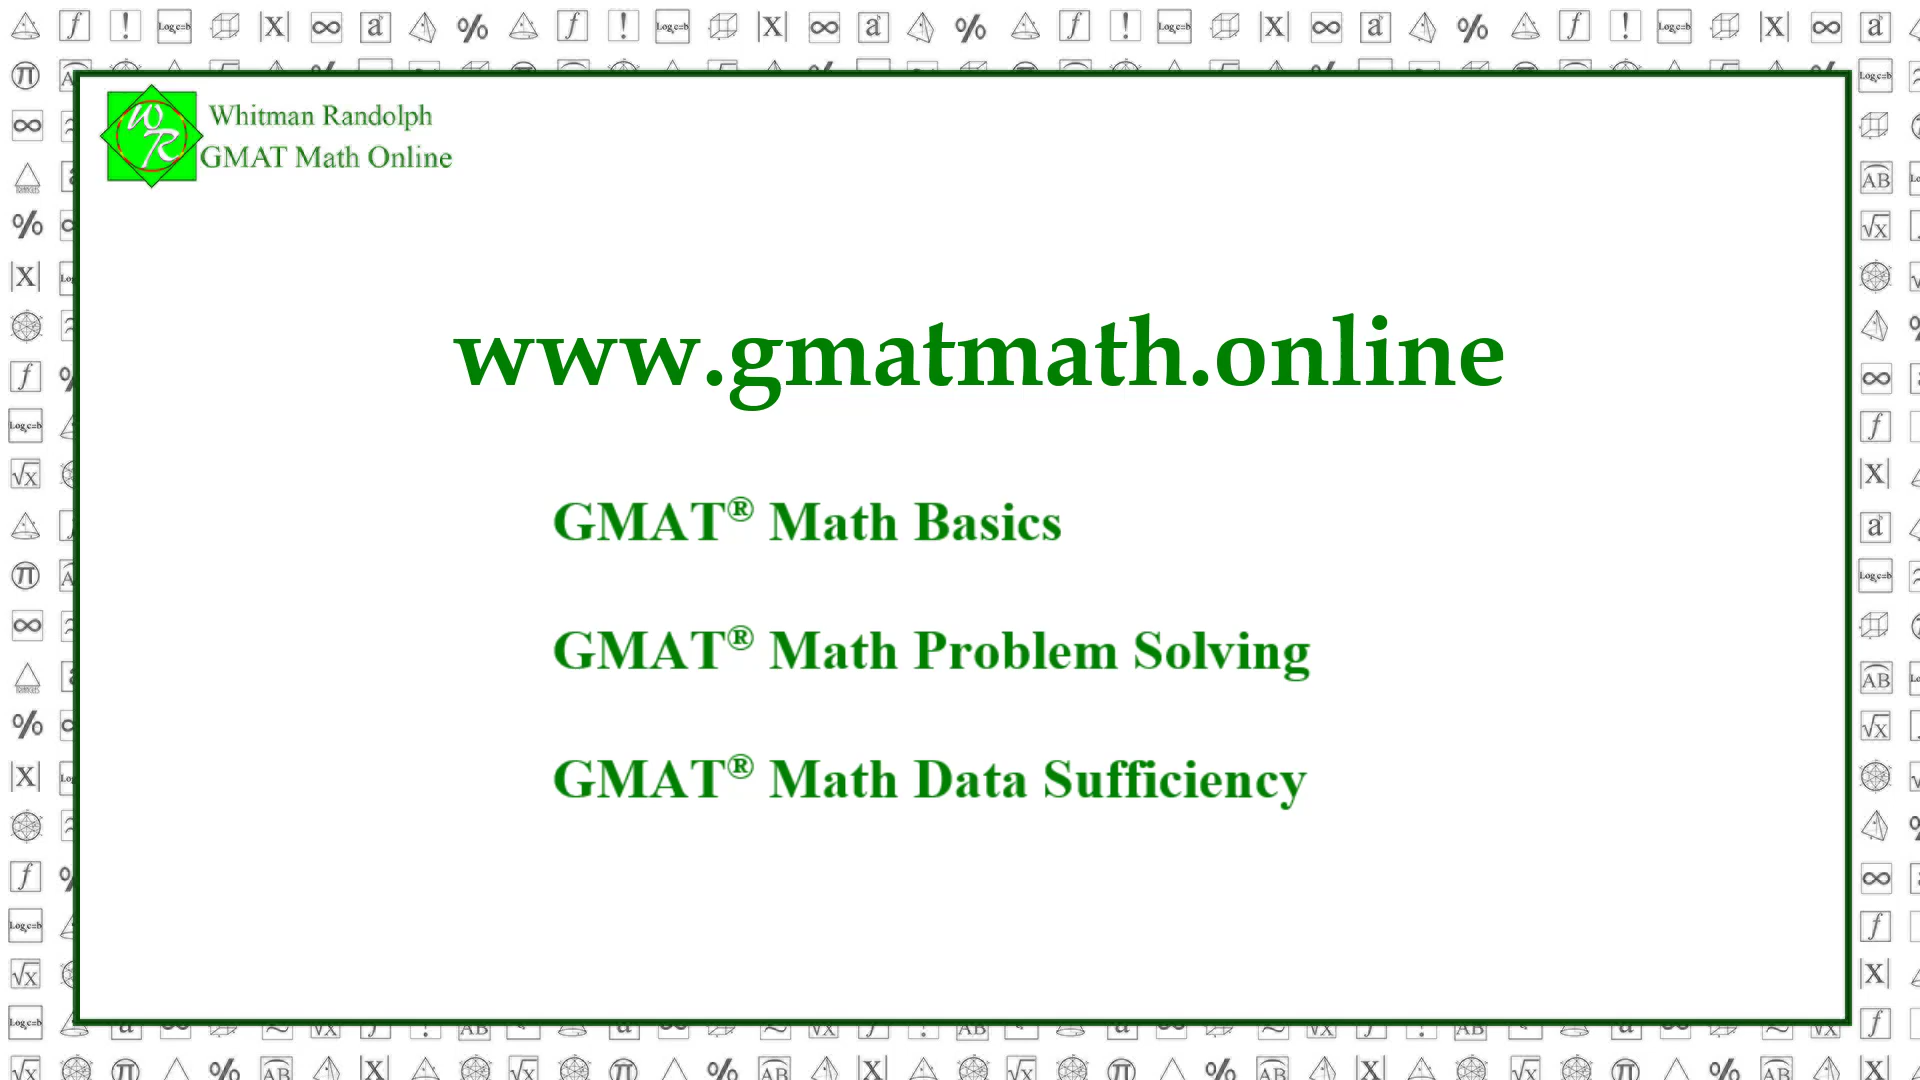 Whitman Randolph
GMAT Math Online
www.gmatmath.online
GMAT® Math Basics
GMAT® Math Problem Solving
GMAT® Math Data Sufficiency